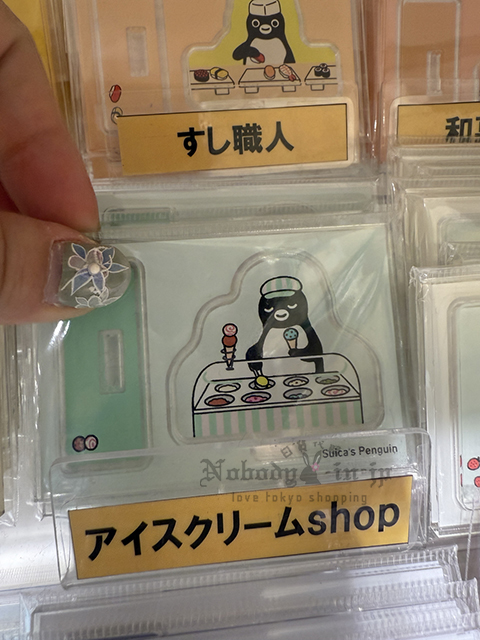 すし職人
和
Suica's Penguin
Nobody-in-jp
love tokyo shopping
アイスクリームshop